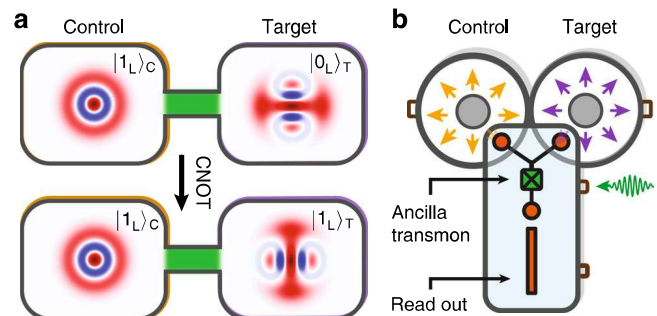 a
Control
Target
|1L⟩C
|0L⟩T
CNOT
|1L⟩C
|1L⟩T
b
Control
Target
Ancilla
transmon
Read out